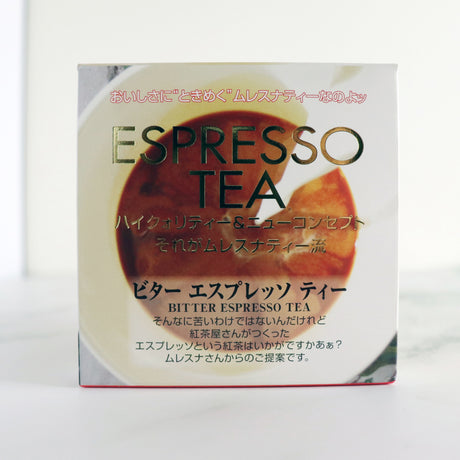 おいしさに"ときめく"ムレスナティーなのよッ
ESPRESSO
TEA
ハイクォリティー&ニューコンセプト
それがムレスナティー流
ビター エスプレッソ ティー
BITTER ESPRESSO TEA
そんなに苦いわけではないんだけれど
紅茶屋さんがつくった
エスプレッソという紅茶はいかがですかあぁ?
ムレスナさんからのご提案です。